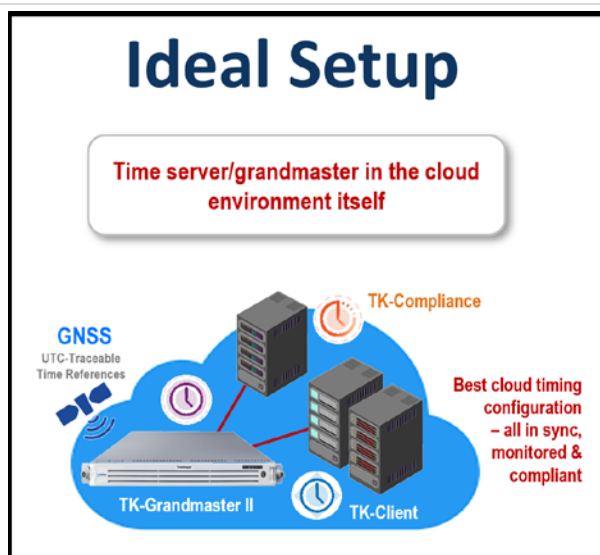 Ideal Setup
Time server/grandmaster in the cloud
environment itself
TK-Compliance
GNSS
UTC-Traceable
Time References
Best cloud timing
configuration
– all in sync,
monitored &
compliant
TK-Grandmaster II
TK-Client